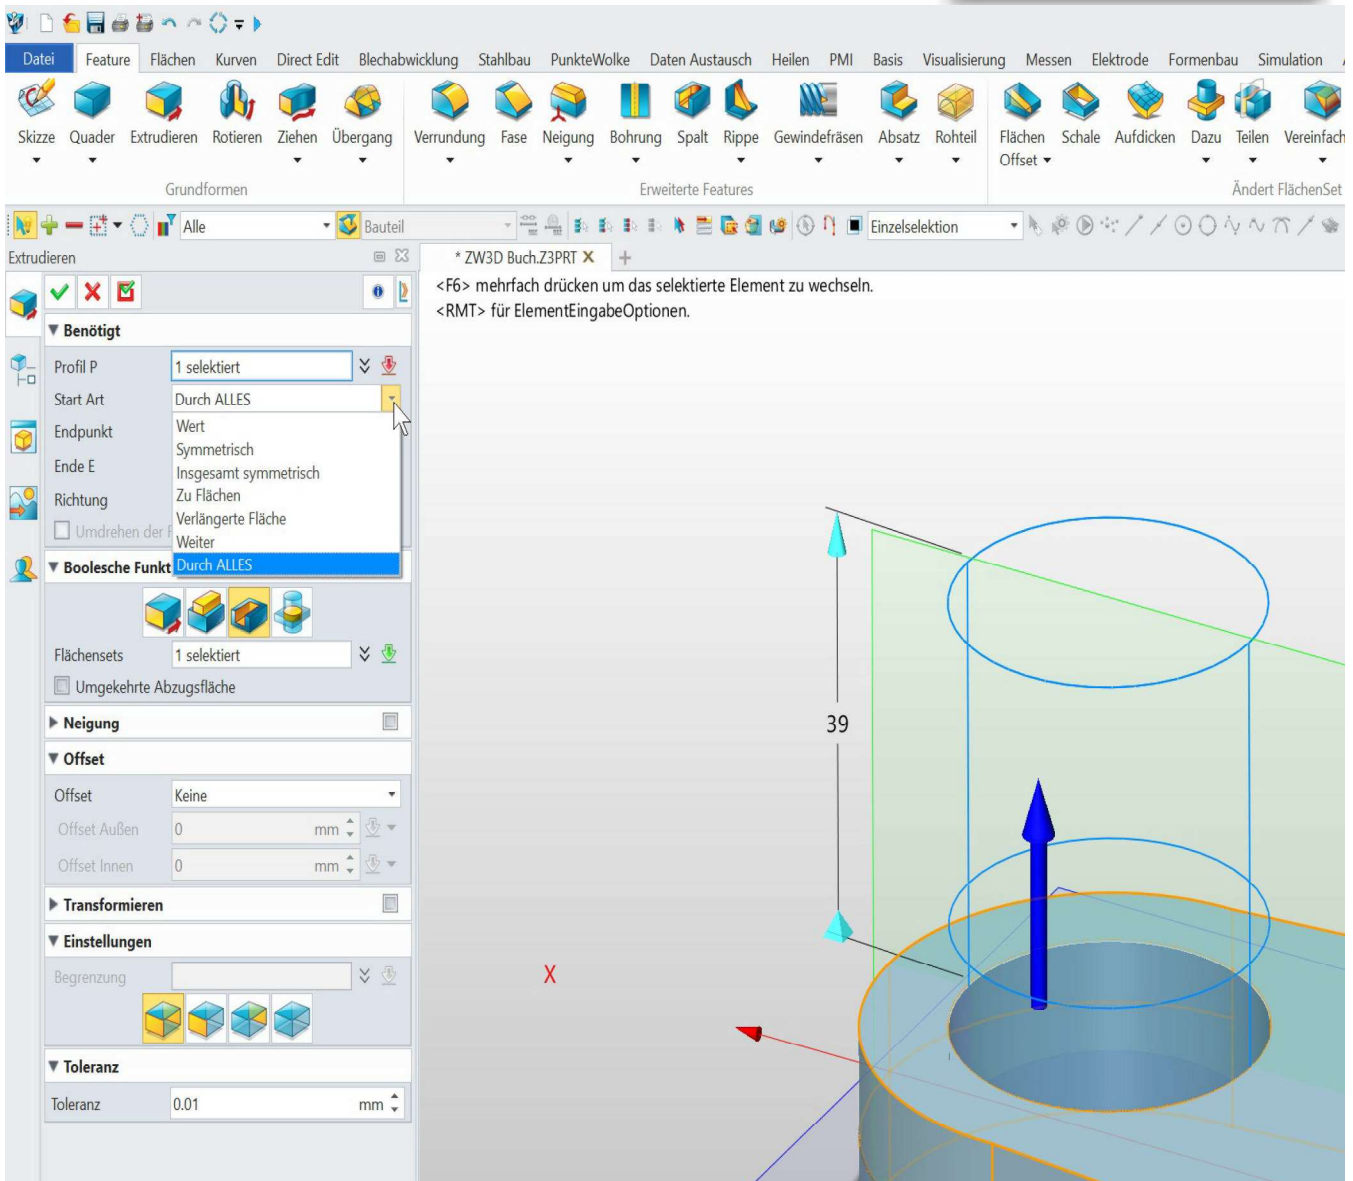 Datei Feature Flächen Kurven Direct Edit Blechabwicklung Stahlbau PunkteWolke Daten Austausch Heilen PMI Basis Visualisierung Messen Elektrode Formenbau Simulation
Skizze Quader Extrudieren Rotieren Ziehen Übergang Verrundung Fase Neigung Bohrung Spalt Rippe Gewindefräsen Absatz Rohteil Flächen Offset Schale Aufdicken Dazu Teilen Vereinfach
Grundformen Erweiterte Features Ändert FlächenSet
Alle Bauteil Einzelselektion
Extrudieren
* ZW3D Buch.Z3PRT X +
<F6> mehrfach drücken um das selektierte Element zu wechseln.
<RMT> für ElementEingabeOptionen.
Benötigt
Profil P 1 selektiert
Start Art Durch ALLES
Endpunkt
Ende E
Richtung
Umdrehen der F
Wert
Symmetrisch
Insgesamt symmetrisch
Zu Flächen
Verlängerte Fläche
Weiter
Durch ALLES
Boolesche Funkt
Flächensets 1 selektiert
Umgekehrte Abzugsfläche
Neigung
Offset
Offset Keine
Offset Außen 0 mm
Offset Innen 0 mm
Transformieren
Einstellungen
Begrenzung
Toleranz
Toleranz 0.01 mm
39
X